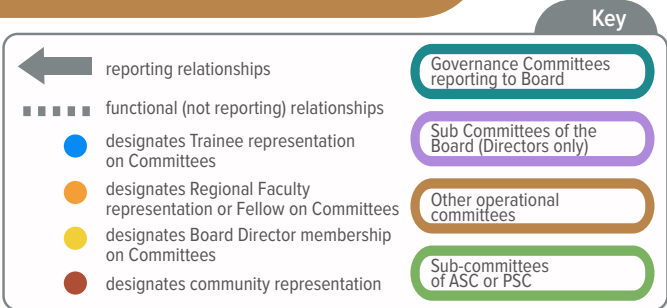 Key
reporting relationships
functional (not reporting) relationships
designates Trainee representation
on Committees
designates Regional Faculty
representation or Fellow on Committees
designates Board Director membership
on Committees
designates community representation
Governance Committees
reporting to Board
Sub Committees of the
Board (Directors only)
Other operational
committees
Sub-committees
of ASC or PSC